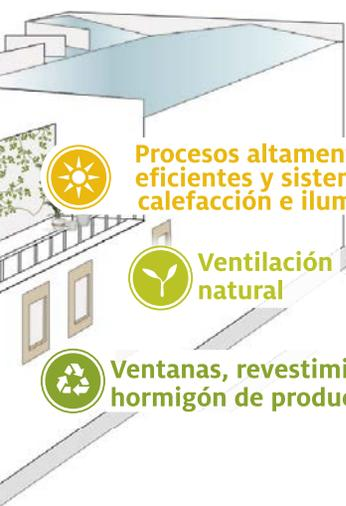 Procesos altamen
eficientes y sister
calefacción e ilum
Ventilación
natural
Ventanas, revestimi
hormigón de produc